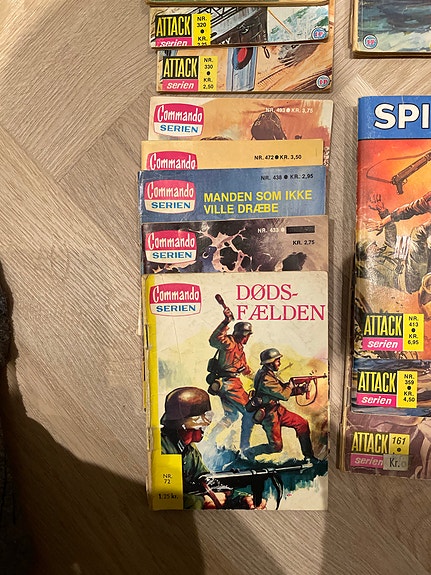 ATTACK
serien
NR.
320
●
KR.
ATTACK
serien
NR.
330
●
KR.
2,50
Commando
SERIEN
KR. 3,75
Commando
SERIEN
NR. 472 ● KR. 3,50
Commando
SERIEN
NR. 438 ● KR. 2,95
MANDEN SOM IKKE
VILLE DRÆBE
Commando
SERIEN
NR. 433 ●
KR. 2,75
Commando
SERIEN
DØDS-
FÆLDEN
NR.
72
1.35 kr.
SPI
ATTACK
serien
NR.
413
●
KR.
6,95
ATTACK
serien
NR.
359
●
KR.
4,50
ATTACK
serien
161
●
Kr.